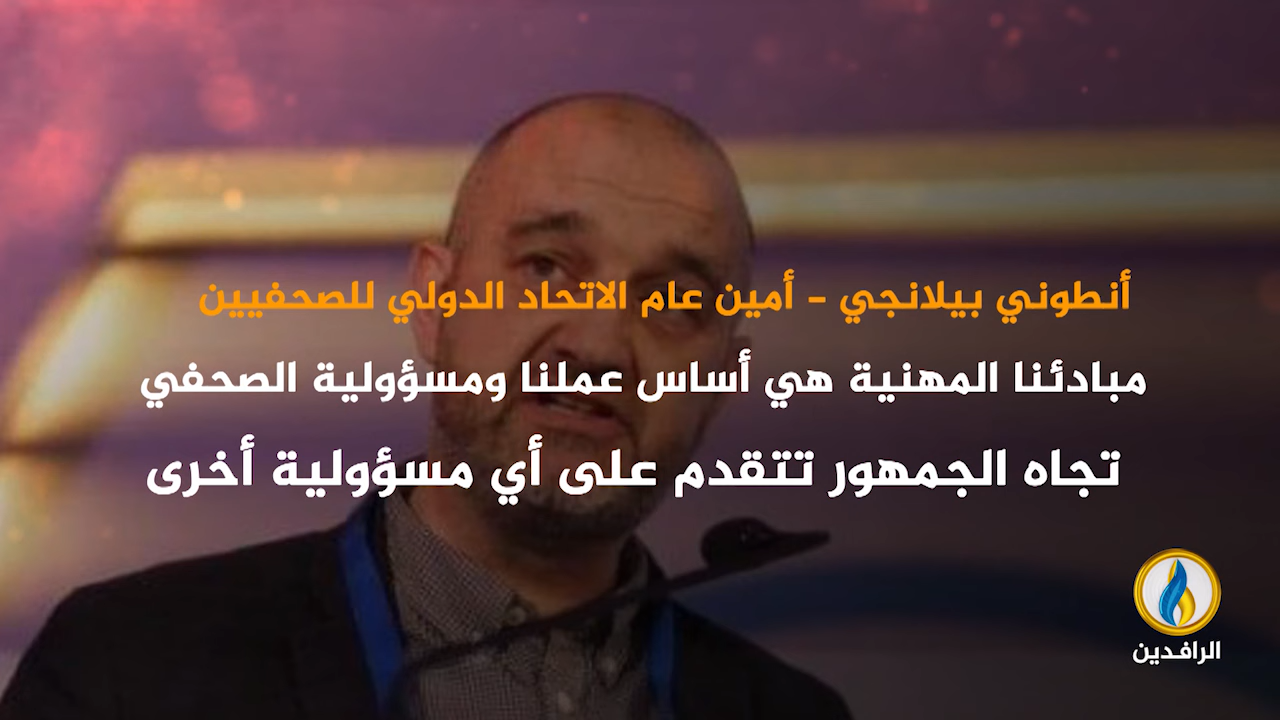 أنطوني بيلانجي - أمين عام الاتحاد الدولي للصحفيين
مبادئنا المهنية هي أساس عملنا ومسؤولية الصحفي
تجاه الجمهور تتقدم على أي مسؤولية أخرى
الرافدين